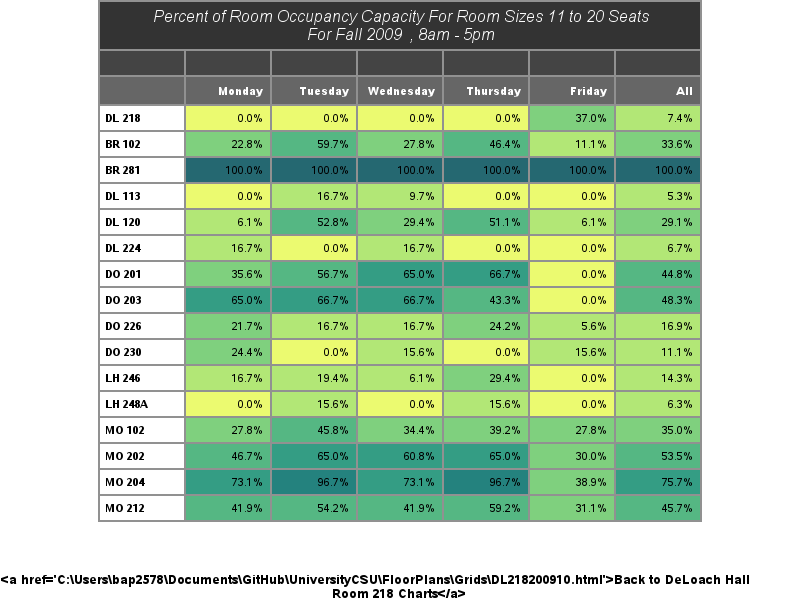 Percent of Room Occupancy Capacity For Room Sizes 11 to 20 Seats
For Fall 2009 , 8am - 5pm
Monday Tuesday Wednesday Thursday Friday All
DL 218 0.0% 0.0% 0.0% 0.0% 37.0% 7.4%
BR 102 22.8% 59.7% 27.8% 46.4% 11.1% 33.6%
BR 281 100.0% 100.0% 100.0% 100.0% 100.0% 100.0%
DL 113 0.0% 16.7% 9.7% 0.0% 0.0% 5.3%
DL 120 6.1% 52.8% 29.4% 51.1% 6.1% 29.1%
DL 224 16.7% 0.0% 16.7% 0.0% 0.0% 6.7%
DO 201 35.6% 56.7% 65.0% 66.7% 0.0% 44.8%
DO 203 65.0% 66.7% 66.7% 43.3% 0.0% 48.3%
DO 226 21.7% 16.7% 16.7% 24.2% 5.6% 16.9%
DO 230 24.4% 0.0% 15.6% 0.0% 15.6% 11.1%
LH 246 16.7% 19.4% 6.1% 29.4% 0.0% 14.3%
LH 248A 0.0% 15.6% 0.0% 15.6% 0.0% 6.3%
MO 102 27.8% 45.8% 34.4% 39.2% 27.8% 35.0%
MO 202 46.7% 65.0% 60.8% 65.0% 30.0% 53.5%
MO 204 73.1% 96.7% 73.1% 96.7% 38.9% 75.7%
MO 212 41.9% 54.2% 41.9% 59.2% 31.1% 45.7%
<a href='C:\Users\bap2578\Documents\GitHub\UniversityCSU\FloorPlans\Grids\DL218200910.html'>Back to DeLoach Hall
Room 218 Charts</a>